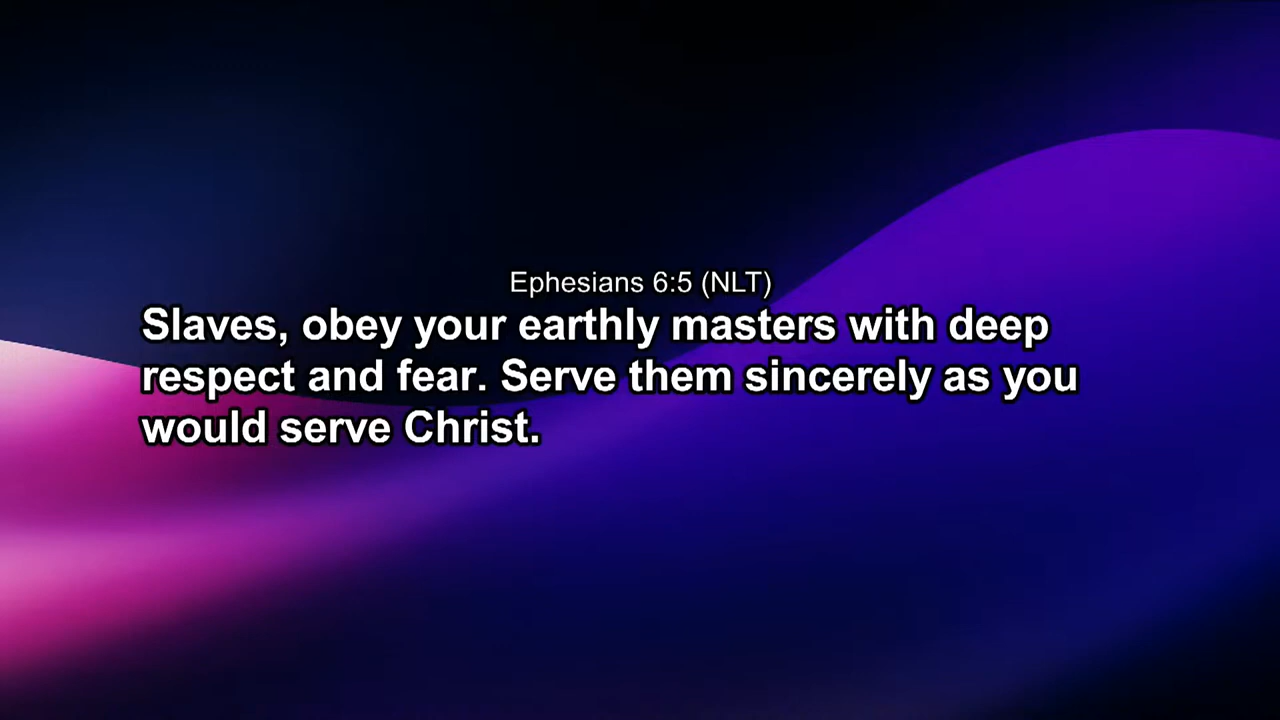 Ephesians 6:5 (NLT)
Slaves, obey your earthly masters with deep
respect and fear. Serve them sincerely as you
would serve Christ.